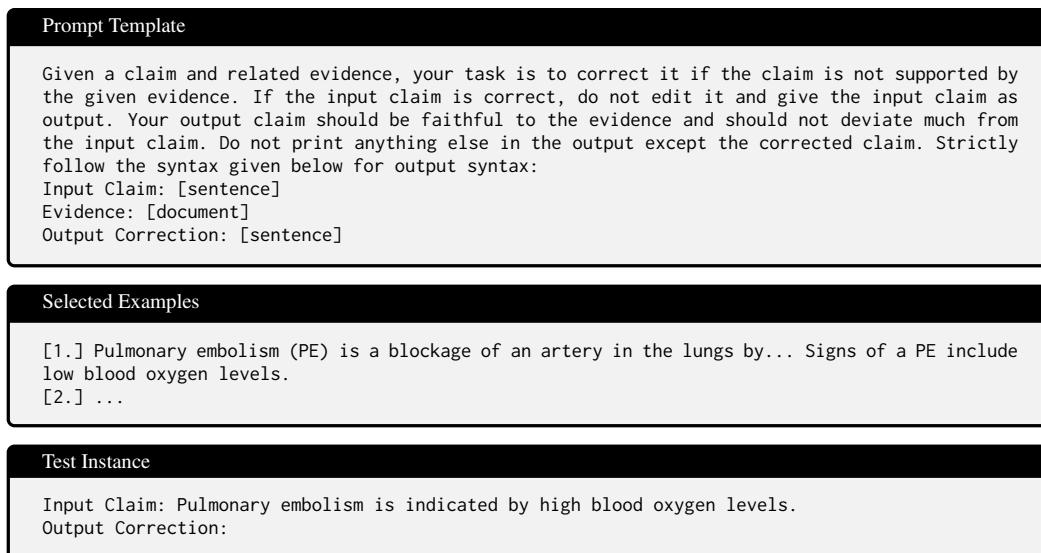 Prompt Template
Given a claim and related evidence, your task is to correct it if the claim is not supported by
the given evidence. If the input claim is correct, do not edit it and give the input claim as
output. Your output claim should be faithful to the evidence and should not deviate much from
the input claim. Do not print anything else in the output except the corrected claim. Strictly
follow the syntax given below for output syntax:
Input Claim: [sentence]
Evidence: [document]
Output Correction: [sentence]
Selected Examples
[1.] Pulmonary embolism (PE) is a blockage of an artery in the lungs by... Signs of a PE include
low blood oxygen levels.
[2.] ...
Test Instance
Input Claim: Pulmonary embolism is indicated by high blood oxygen levels.
Output Correction: